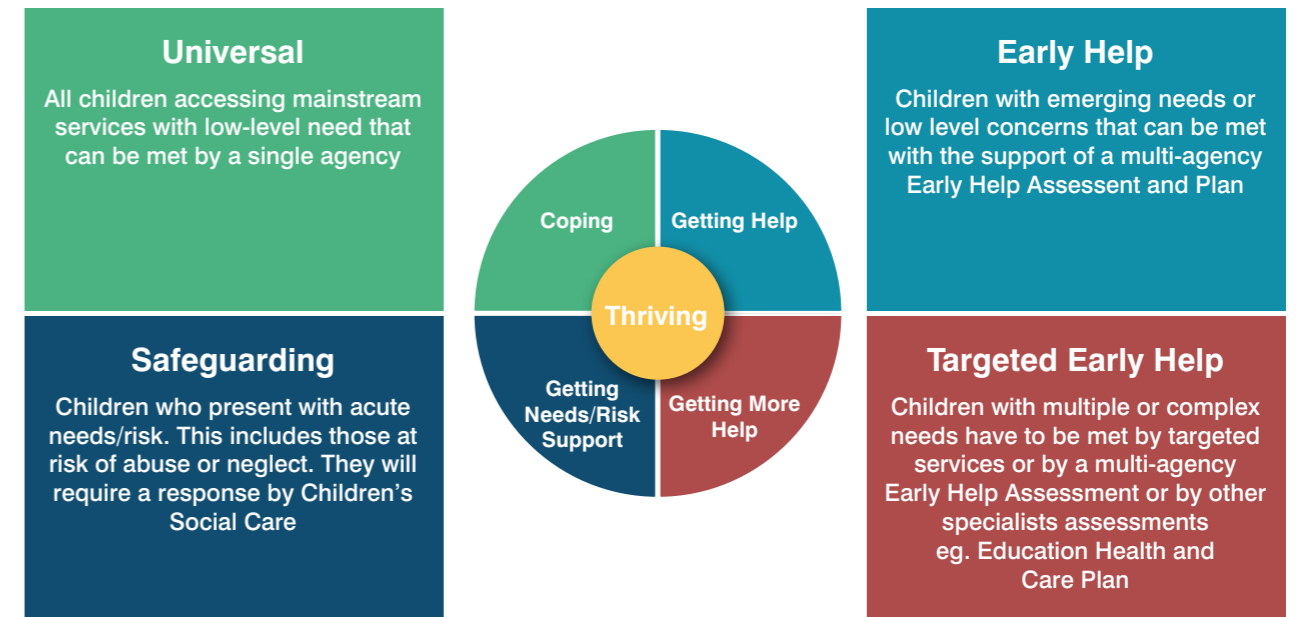 Universal
All children accessing mainstream
services with low-level need that
can be met by a single agency
Early Help
Children with emerging needs or
low level concerns that can be met
with the support of a multi-agency
Early Help Assessent and Plan
Coping
Getting Help
Thriving
Getting
Needs/Risk
Support
Getting More
Help
Safeguarding
Children who present with acute
needs/risk. This includes those at
risk of abuse or neglect. They will
require a response by Children’s
Social Care
Targeted Early Help
Children with multiple or complex
needs have to be met by targeted
services or by a multi-agency
Early Help Assessment or by other
specialists assessments
eg. Education Health and
Care Plan